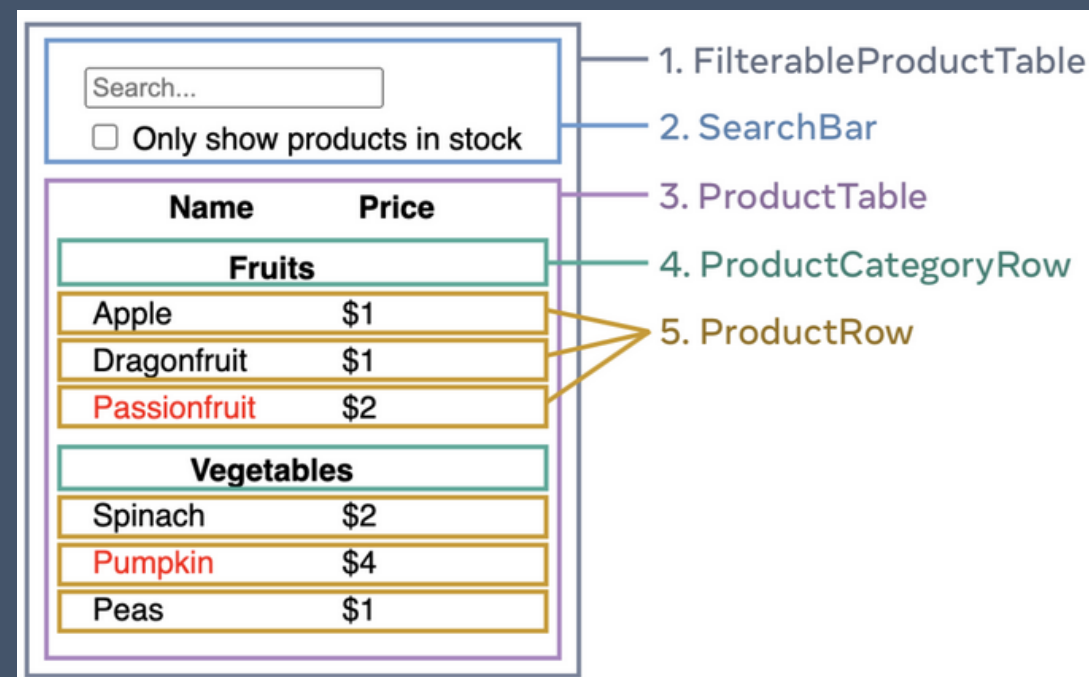 Search...
Only show products in stock
Name Price
Fruits
Apple $1
Dragonfruit $1
Passionfruit $2
Vegetables
Spinach $2
Pumpkin $4
Peas $1
1. FilterableProductTable
2. SearchBar
3. ProductTable
4. ProductCategoryRow
5. ProductRow